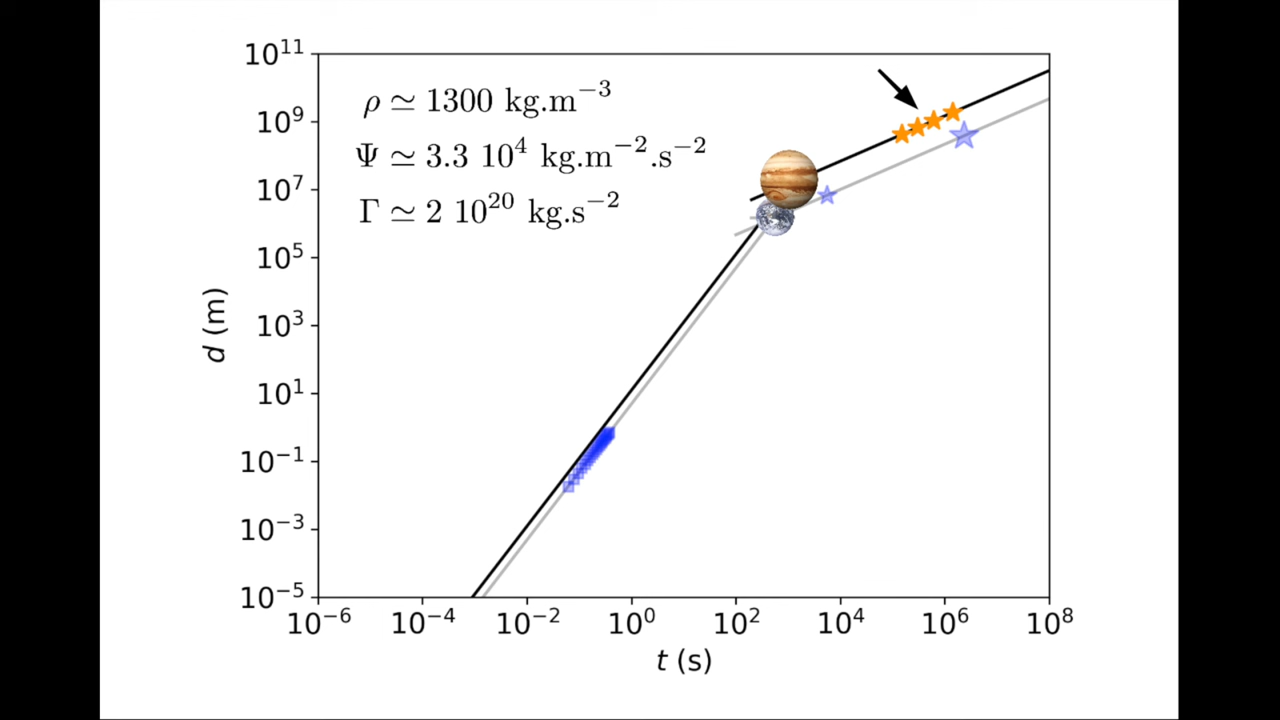 10¹¹
10⁹
10⁷
10⁵
10³
10¹
10⁻¹
10⁻³
10⁻⁵
d (m)
ρ ≃ 1300 kg.m⁻³
Ψ ≃ 3.3 10⁴ kg.m⁻².s⁻²
Γ ≃ 2 10²⁰ kg.s⁻²
10⁻⁶ 10⁻⁴ 10⁻² 10⁰ 10² 10⁴ 10⁶ 10⁸
t (s)